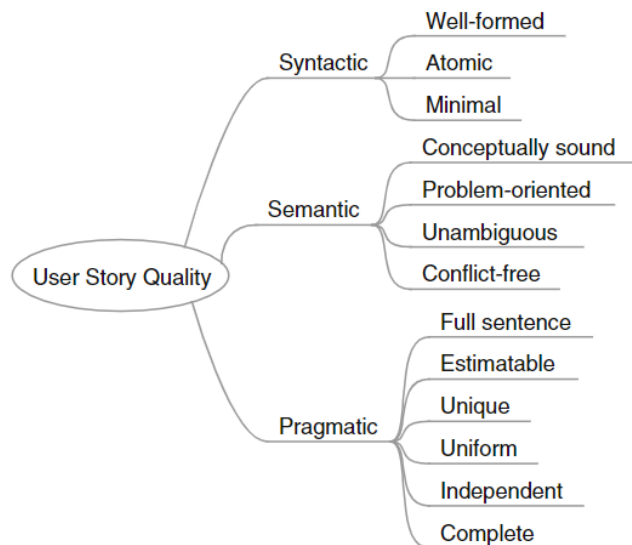 Well-formed
Syntactic
Atomic
Minimal
Conceptually sound
Problem-oriented
Semantic
Unambiguous
User Story Quality
Conflict-free
Full sentence
Estimatable
Unique
Pragmatic
Uniform
Independent
Complete